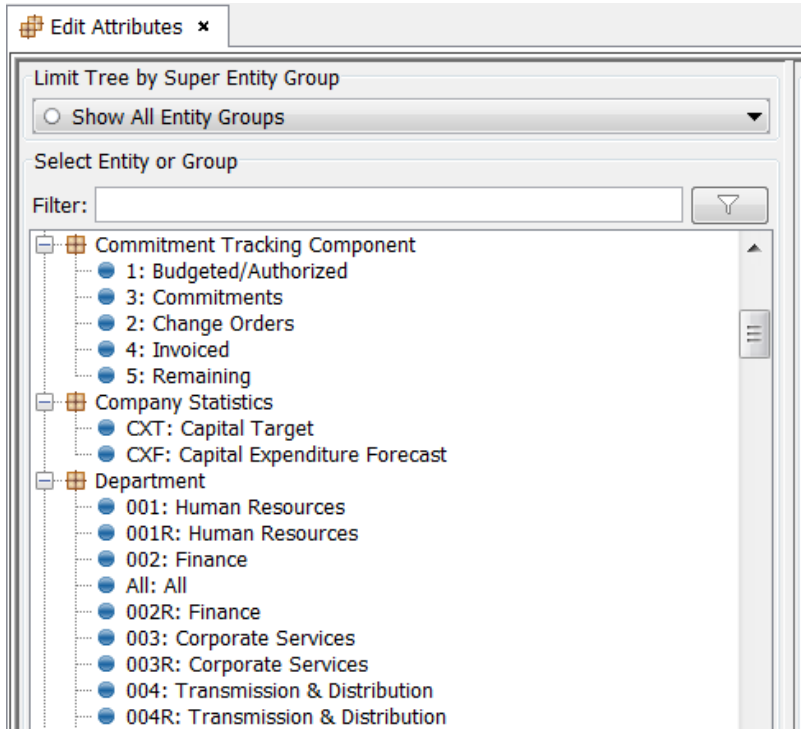 Edit Attributes
Limit Tree by Super Entity Group
Show All Entity Groups
Select Entity or Group
Filter:
Commitment Tracking Component
1: Budgeted/Authorized
3: Commitments
2: Change Orders
4: Invoiced
5: Remaining
Company Statistics
CXT: Capital Target
CXF: Capital Expenditure Forecast
Department
001: Human Resources
001R: Human Resources
002: Finance
All: All
002R: Finance
003: Corporate Services
003R: Corporate Services
004: Transmission & Distribution
004R: Transmission & Distribution